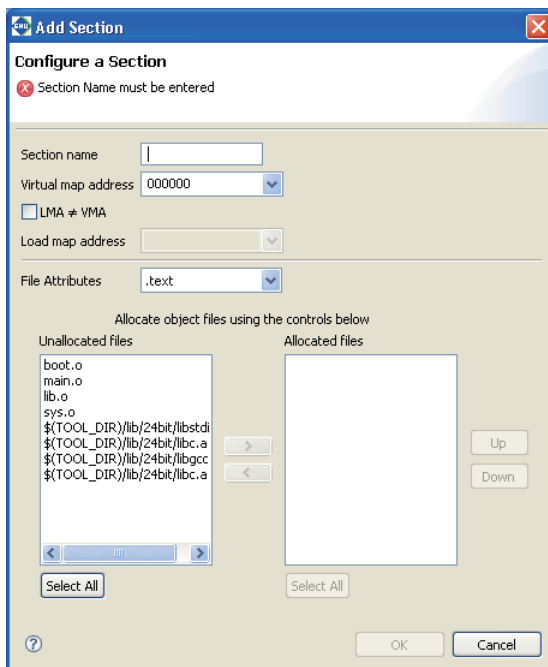 GNU Add Section
Configure a Section
Section Name must be entered
Section name
Virtual map address 000000
LMA ≠ VMA
Load map address
File Attributes .text
Allocate object files using the controls below
Unallocated files Allocated files
boot.o
main.o
lib.o
sys.o
$(TOOL_DIR)/lib/24bit/libstdi
$(TOOL_DIR)/lib/24bit/libc.a
$(TOOL_DIR)/lib/24bit/libgcc
$(TOOL_DIR)/lib/24bit/libc.a
>
<
Up
Down
Select All Select All
? OK Cancel